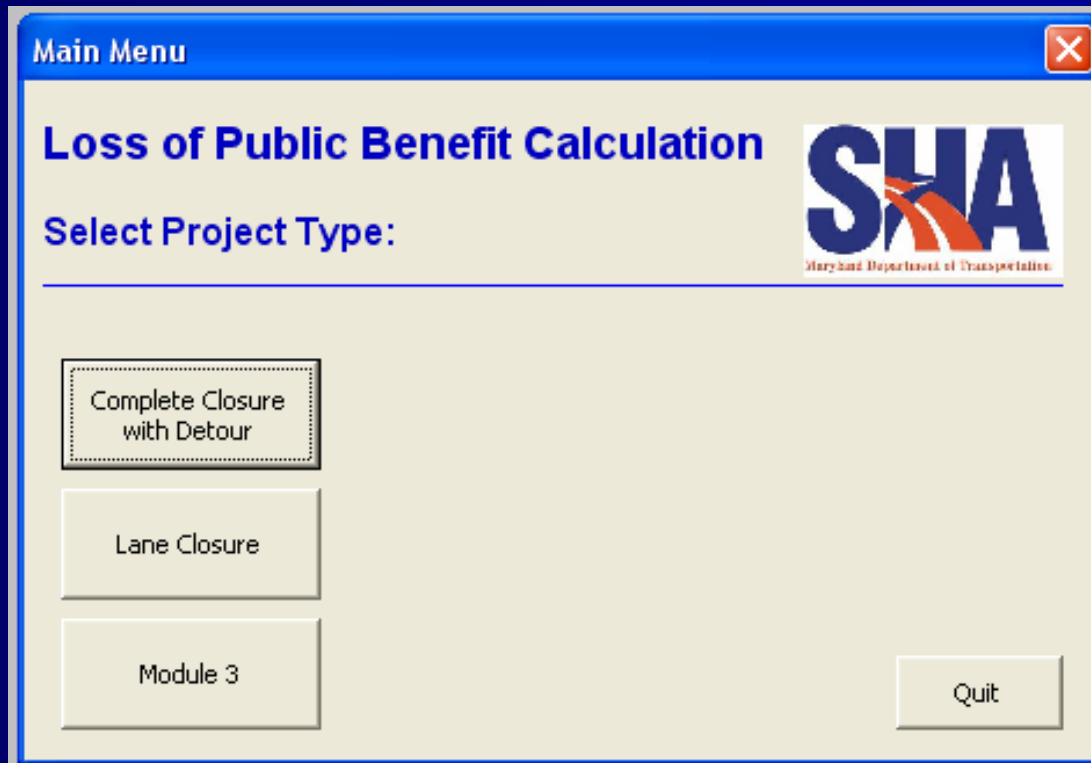 Main Menu
Loss of Public Benefit Calculation
Select Project Type:
SHA
Maryland Department of Transportation
Complete Closure
with Detour
Lane Closure
Module 3
Quit